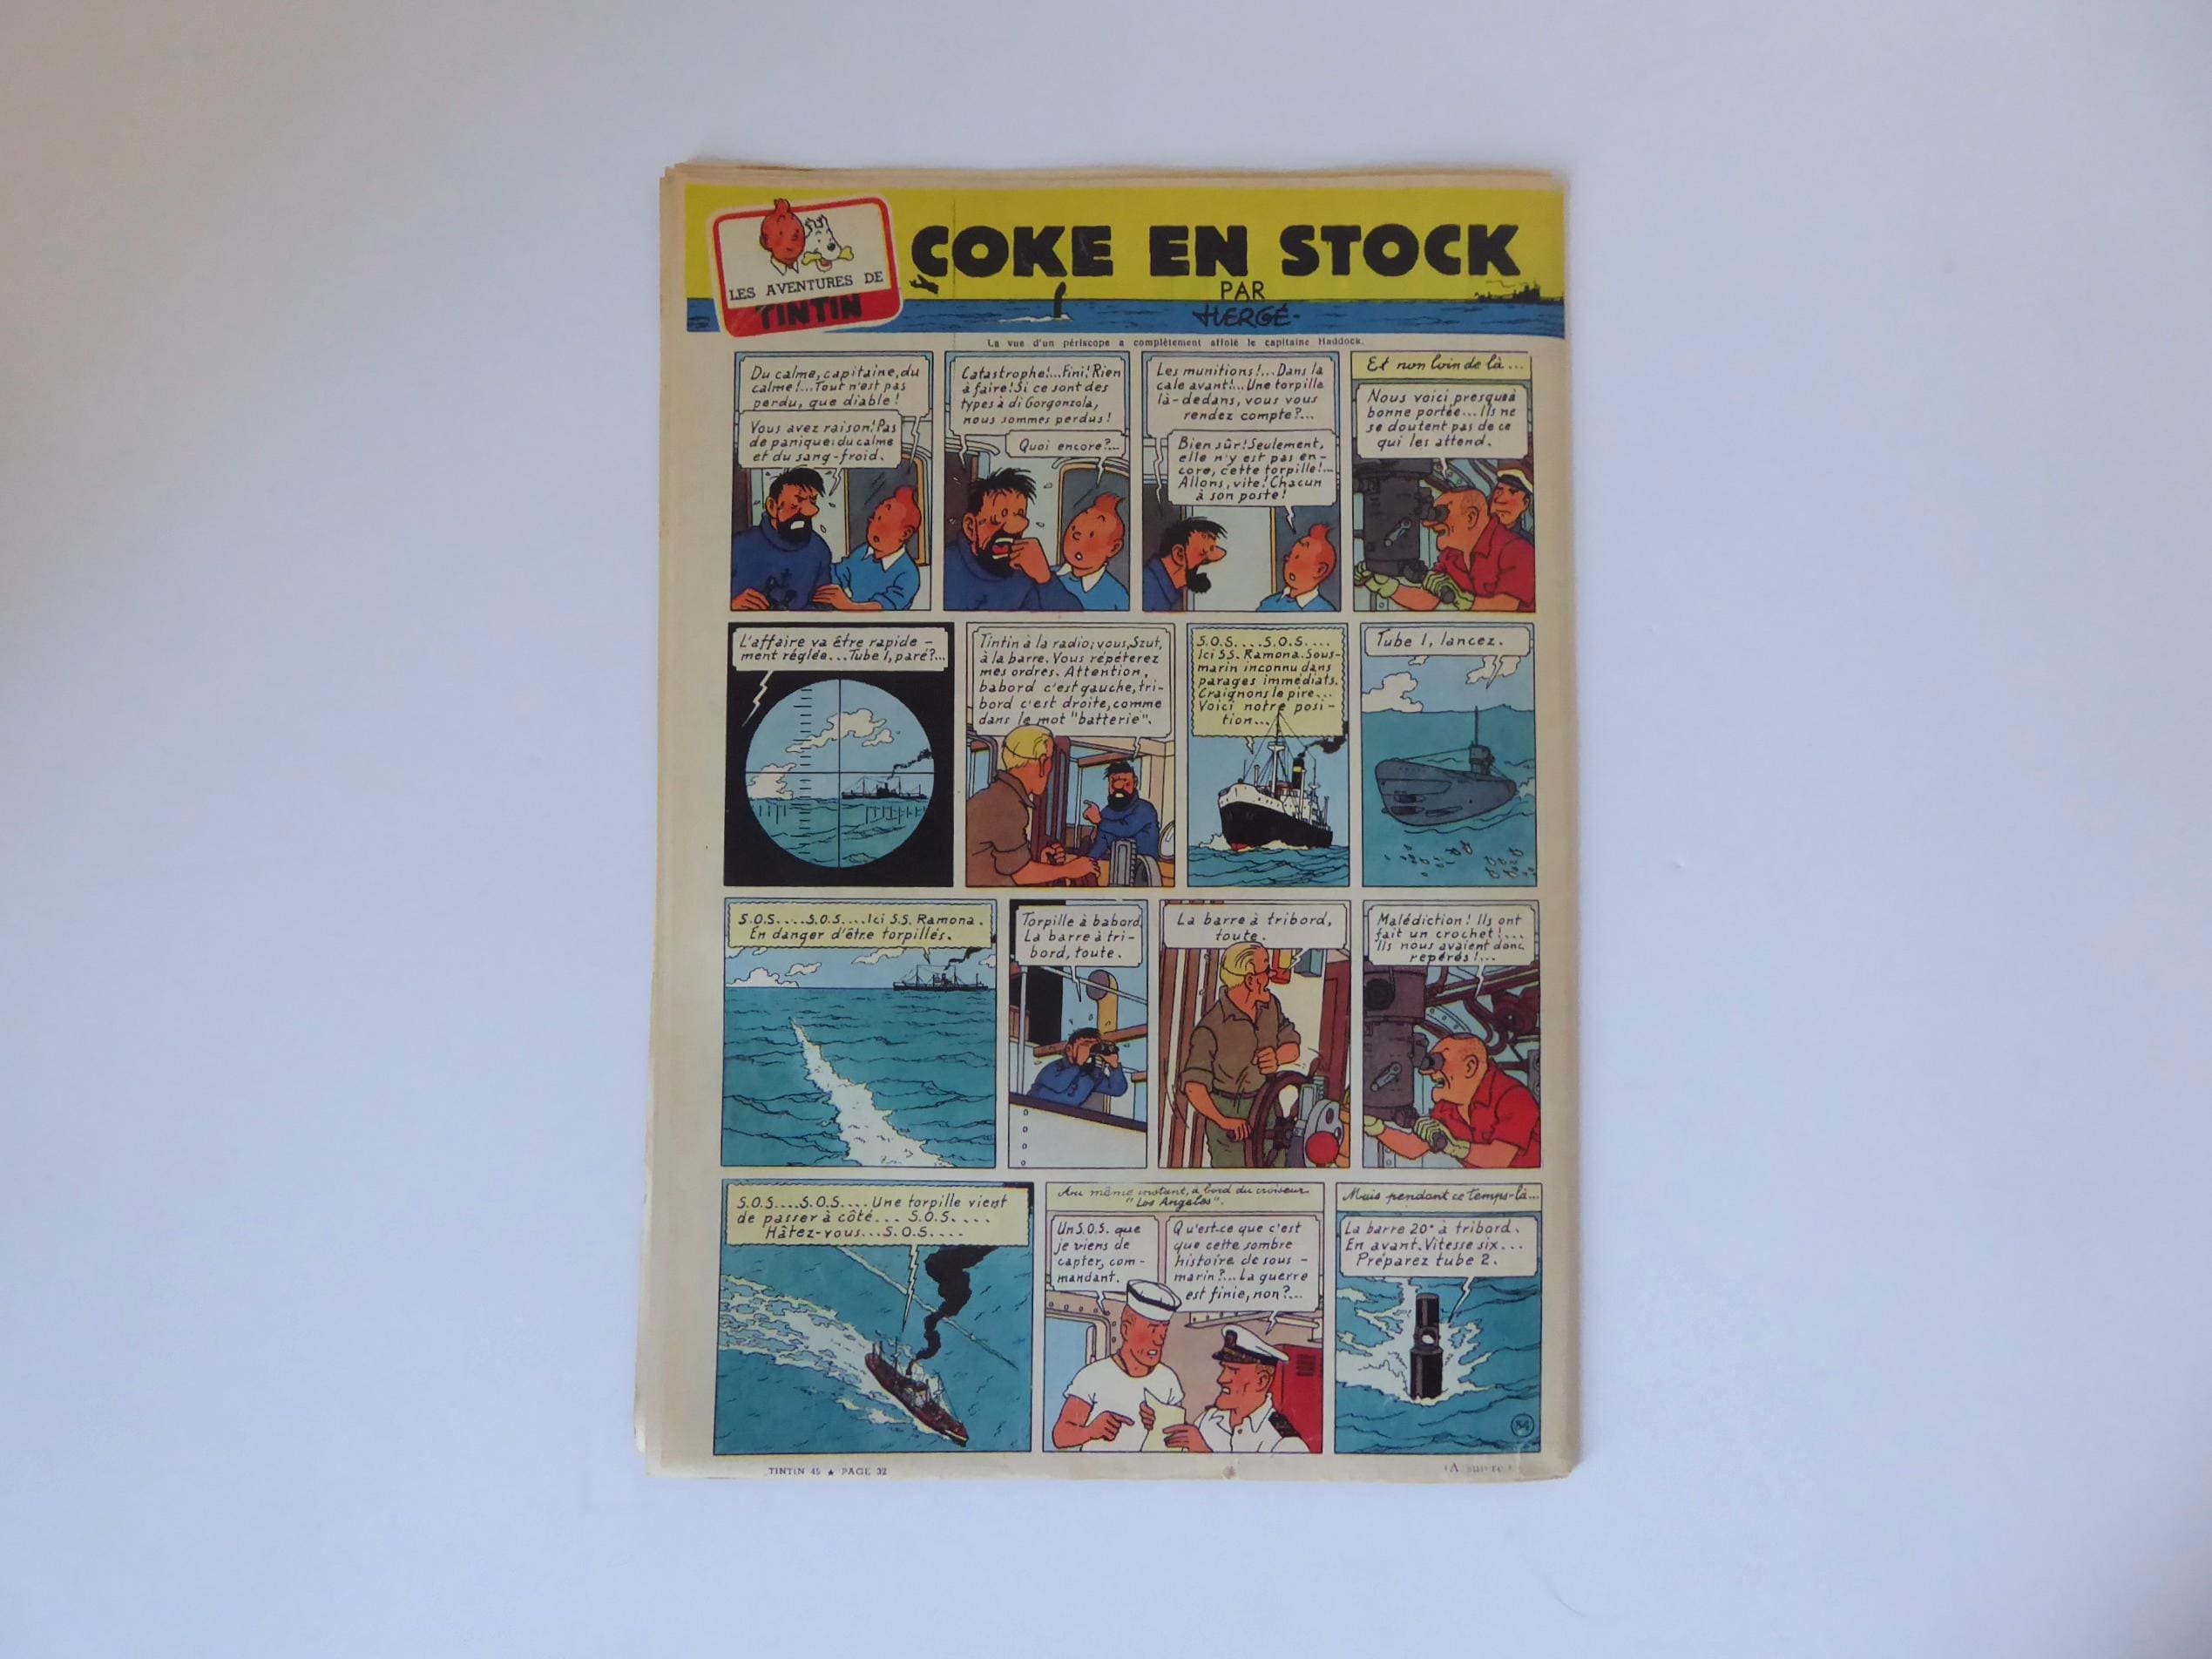 LES AVENTURES DE
TINTIN
COKE EN STOCK
PAR
HERGÉ-
La vue d'un périscope a complètement affolé le capitaine Haddock.
Du calme, capitaine, du
calme!...Tout n'est pas
perdu, que diable!
Vous avez raison! Pas
de panique: du calme
et du sang-froid.
Catastrophe!...Fini! Rien
à faire! Si ce sont des
types à di Gorgonzola,
nous sommes perdus!
Quoi encore?...
Les munitions!...Dans la
cale avant!...Une torpille
là-dedans, vous vous
rendez compte?...
Bien sûr! Seulement,
elle n'y est pas en-
core, cette torpille!...
Allons, vite! Chacun
à son poste!
Et non loin de là...
Nous voici presque à
bonne portée... Ils ne
se doutent pas de ce
qui les attend.
L'affaire va être rapide-
ment réglée...Tube 1, paré?...
Tintin à la radio; vous, Szut,
à la barre. Vous répéterez
mes ordres. Attention,
babord c'est gauche, tri-
bord c'est droite, comme
dans le mot "batterie".
S.O.S....S.O.S....
Ici S.S. Ramona. Sous-
marin inconnu dans
parages immédiats.
Craignons le pire...
Voici notre posi-
tion...
Tube 1, lancez.
S.O.S....S.O.S....Ici S.S. Ramona.
En danger d'être torpillés.
Torpille à babord.
La barre à tri-
bord, toute.
La barre à tribord,
toute.
Malédiction! Ils ont
fait un crochet!...
Ils nous avaient donc
repérés!...
S.O.S....S.O.S....Une torpille vient
de passer à côté... S.O.S....
Hâtez-vous...S.O.S....
Au même instant, à bord du croiseur
"Los Angeles".
Un S.O.S. que
je viens de
capter, com-
mandant.
Qu'est-ce que c'est
que cette sombre
histoire de sous-
marin?...La guerre
est finie, non?...
Mais pendant ce temps-là...
La barre 20° à tribord.
En avant. Vitesse six...
Préparez tube 2.
TINTIN 45 ★ PAGE 32
(A suivre)